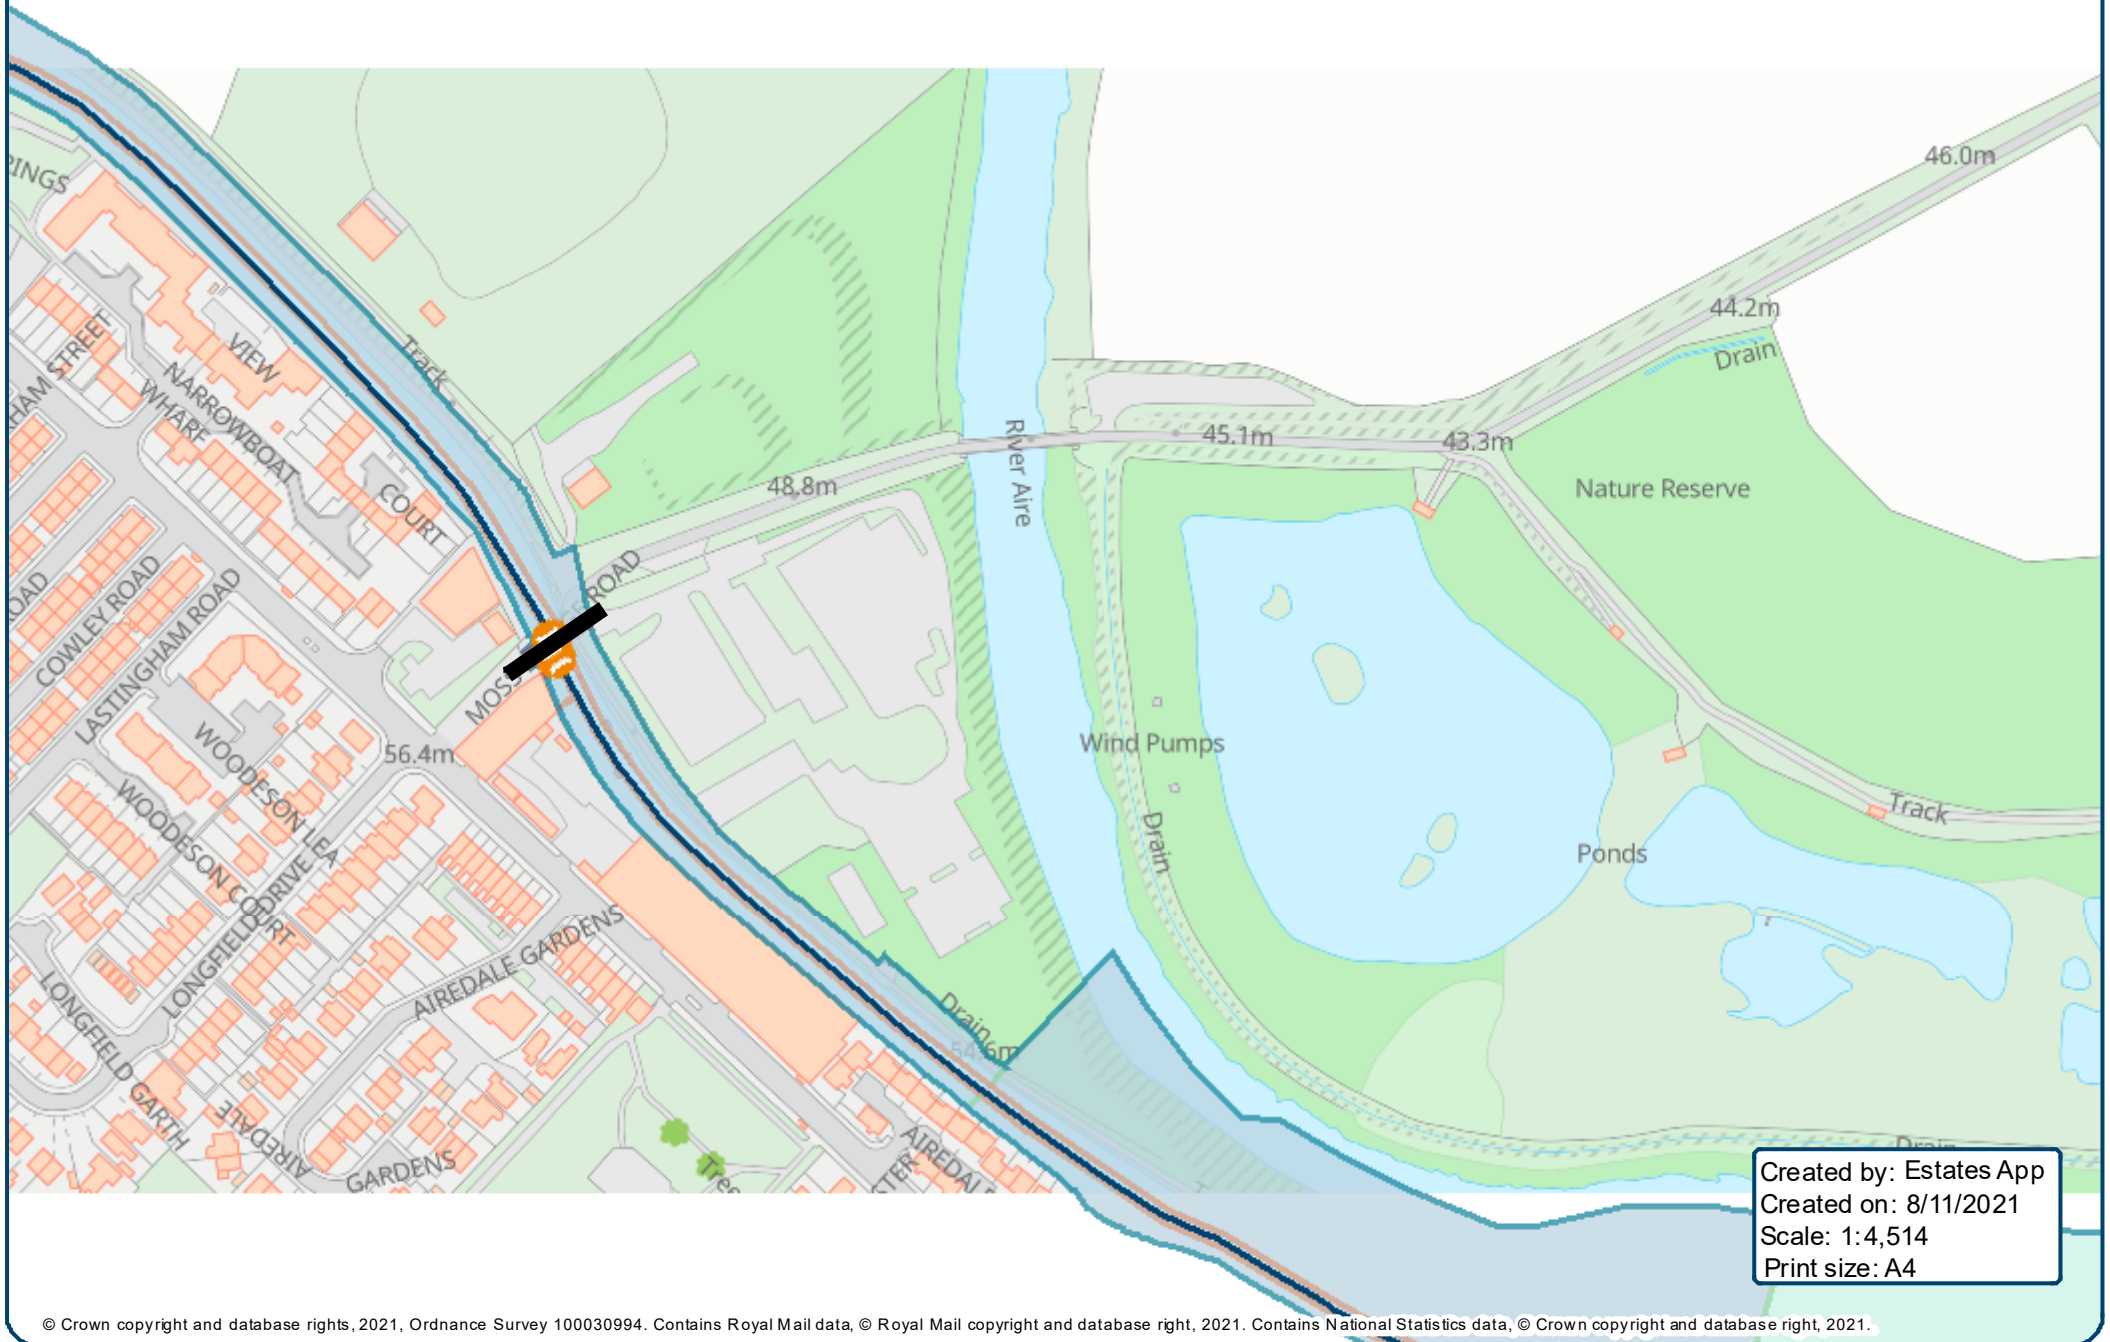 46.0m
44.2m
Drain
Track
VIEW
STREET
NARROWBOAT
WHARF
COURT
River Aire
45.1m
43.3m
48.8m
Nature Reserve
ROAD
COWLEY ROAD
LASTINGHAM ROAD
ROAD
MOSS
56.4m
WOODESON LEA
WOODESON COURT
LONGFIELD DRIVE
Wind Pumps
Drain
Track
Ponds
AIREDALE GARDENS
LONGFIELD GARTH
Drain
54.6m
AIREDALE
GARDENS
AIREDALE
Drain
Created by: Estates App
Created on: 8/11/2021
Scale: 1:4,514
Print size: A4
© Crown copyright and database rights, 2021, Ordnance Survey 100030994. Contains Royal Mail data, © Royal Mail copyright and database right, 2021. Contains National Statistics data, © Crown copyright and database right, 2021.